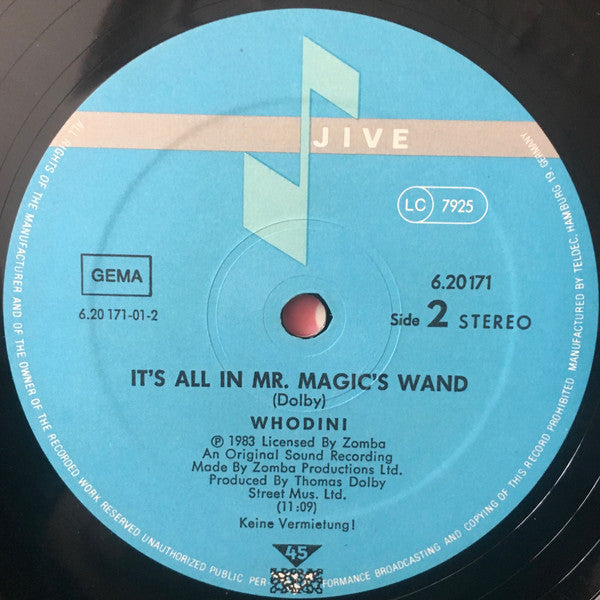 JIVE
LC 7925
GEMA
6.20 171-01-2
6.20171
Side 2 STEREO
IT'S ALL IN MR. MAGIC'S WAND
(Dolby)
WHODINI
Ⓟ 1983 Licensed By Zomba
An Original Sound Recording
Made By Zomba Productions Ltd.
Produced By Thomas Dolby
Street Mus. Ltd.
(11:09)
Keine Vermietung!
45
ALL RIGHTS OF THE MANUFACTURER AND OF THE OWNER OF THE RECORDED WORK RESERVED UNAUTHORIZED PUBLIC PERFORMANCE BROADCASTING AND COPYING OF THIS RECORD PROHIBITED MANUFACTURED BY TELDEC, HAMBURG 19, GERMANY